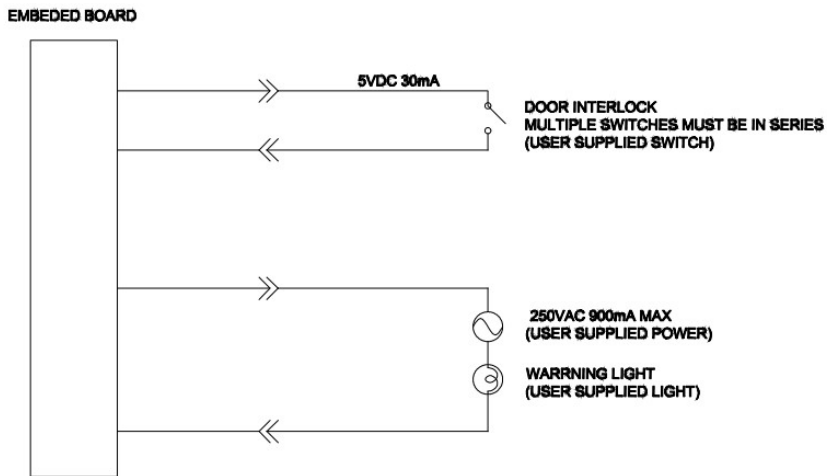 EMBEDED BOARD
5VDC 30mA
DOOR INTERLOCK
MULTIPLE SWITCHES MUST BE IN SERIES
(USER SUPPLIED SWITCH)
250VAC 900mA MAX
(USER SUPPLIED POWER)
WARRNING LIGHT
(USER SUPPLIED LIGHT)